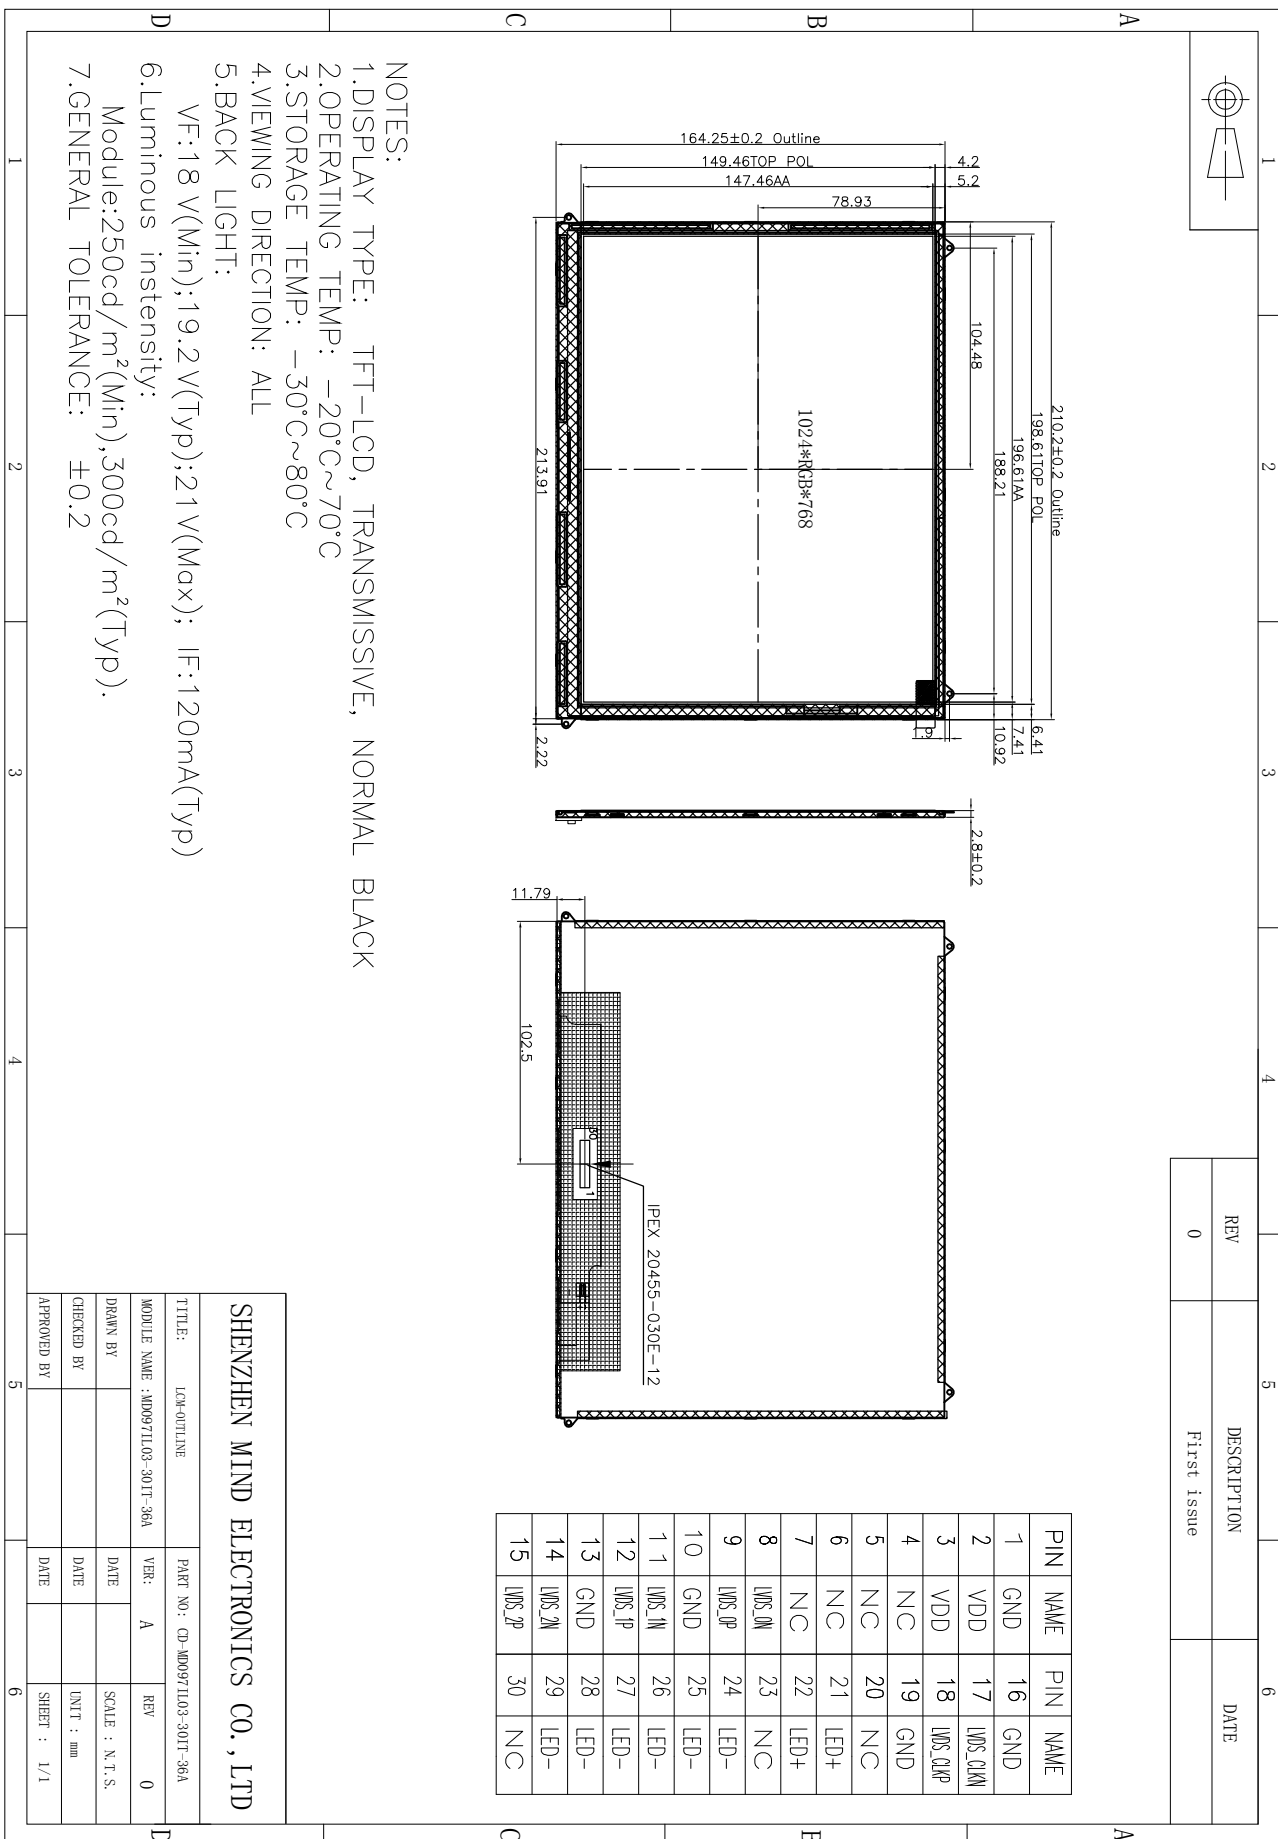 1 2 3 4 5 6
A
B
C
D
REV DESCRIPTION DATE
0 First issue
210.2±0.2 Outline
198.61TOP POL
196.61AA
188.21
104.48
6.41
7.41
10.92
4.2
5.2
164.25±0.2 Outline
149.46TOP POL
147.46AA
78.93
1024*RGB*768
213.91
2.22
2.8±0.2
11.79
102.5
30
1
IPEX 20455-030E-12
PIN NAME PIN NAME
1 GND 16 GND
2 VDD 17 LVDS_CLKN
3 VDD 18 LVDS_CLKP
4 NC 19 GND
5 NC 20 NC
6 NC 21 LED+
7 NC 22 LED+
8 LVDS_0N 23 NC
9 LVDS_0P 24 LED-
10 GND 25 LED-
11 LVDS_1N 26 LED-
12 LVDS_1P 27 LED-
13 GND 28 LED-
14 LVDS_2N 29 LED-
15 LVDS_2P 30 NC
NOTES:
1.DISPLAY TYPE: TFT-LCD, TRANSMISSIVE, NORMAL BLACK
2.OPERATING TEMP: -20°C~70°C
3.STORAGE TEMP: -30°C~80°C
4.VIEWING DIRECTION: ALL
5.BACK LIGHT:
VF:18 V(Min);19.2 V(Typ);21V(Max); IF:120mA(Typ)
6.Luminous instensity:
Module:250cd/m²(Min),300cd/m²(Typ).
7.GENERAL TOLERANCE: ±0.2
SHENZHEN MIND ELECTRONICS CO.,LTD
TITLE: LCM-OUTLINE PART NO: CD-MD097IL03-30IT-36A
MODULE NAME :MD097IL03-30IT-36A VER: A REV 0
DRAWN BY DATE SCALE : N.T.S.
CHECKED BY DATE UNIT : mm
APPROVED BY DATE SHEET : 1/1
A
B
C
D
1 2 3 4 5 6